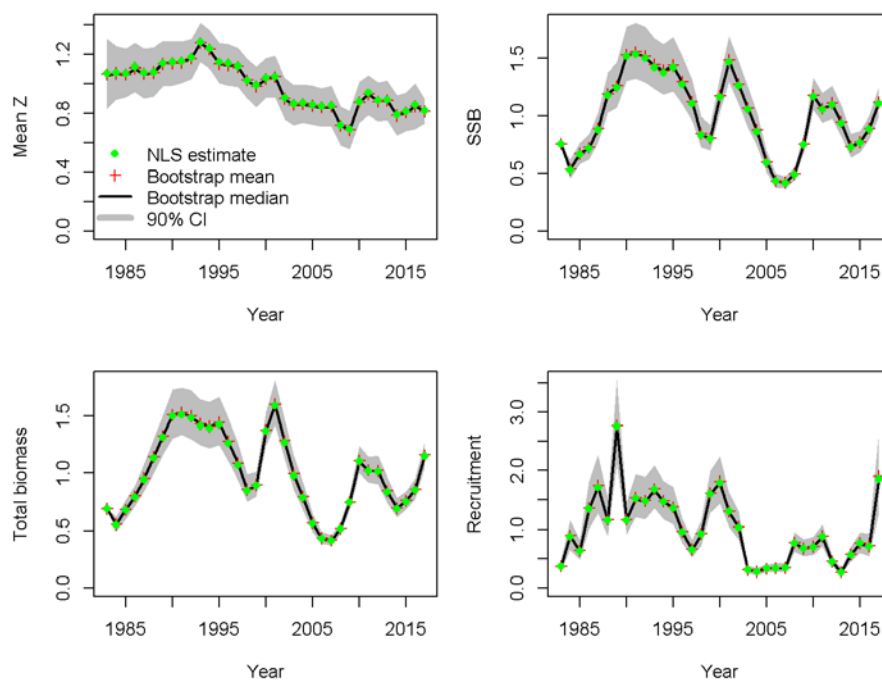 Mean Z
0.0 0.4 0.8 1.2
NLS estimate
Bootstrap mean
Bootstrap median
90% CI
1985 1995 2005 2015
Year
SSB
0.0 0.5 1.0 1.5
1985 1995 2005 2015
Year
Total biomass
0.0 0.5 1.0 1.5
1985 1995 2005 2015
Year
Recruitment
0.0 1.0 2.0 3.0
1985 1995 2005 2015
Year